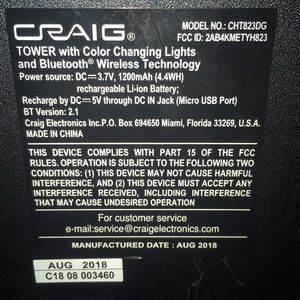 CRAIG
MODEL NO.: CHT823DG
FCC ID: 2AB4KMETYH823
TOWER with Color Changing Lights
and Bluetooth® Wireless Technology
Power source: DC⎓3.7V, 1200mAh (4.4WH)
rechargeable Li-ion Battery;
Recharge by DC⎓5V through DC IN Jack (Micro USB Port)
BT Version: 2.1
Craig Electronics Inc.P.O. Box 694650 Miami, Florida 33269, U.S.A.
MADE IN CHINA
THIS DEVICE COMPLIES WITH PART 15 OF THE FCC
RULES. OPERATION IS SUBJECT TO THE FOLLOWING TWO
CONDITIONS: (1) THIS DEVICE MAY NOT CAUSE HARMFUL
INTERFERENCE, AND (2) THIS DEVICE MUST ACCEPT ANY
INTERFERENCE RECEIVED, INCLUDING INTERFERENCE
THAT MAY CAUSE UNDESIRED OPERATION
For customer service
e-mail:service@craigelectronics.com
MANUFACTURED DATE : AUG 2018
AUG 2018
C18 08 003460